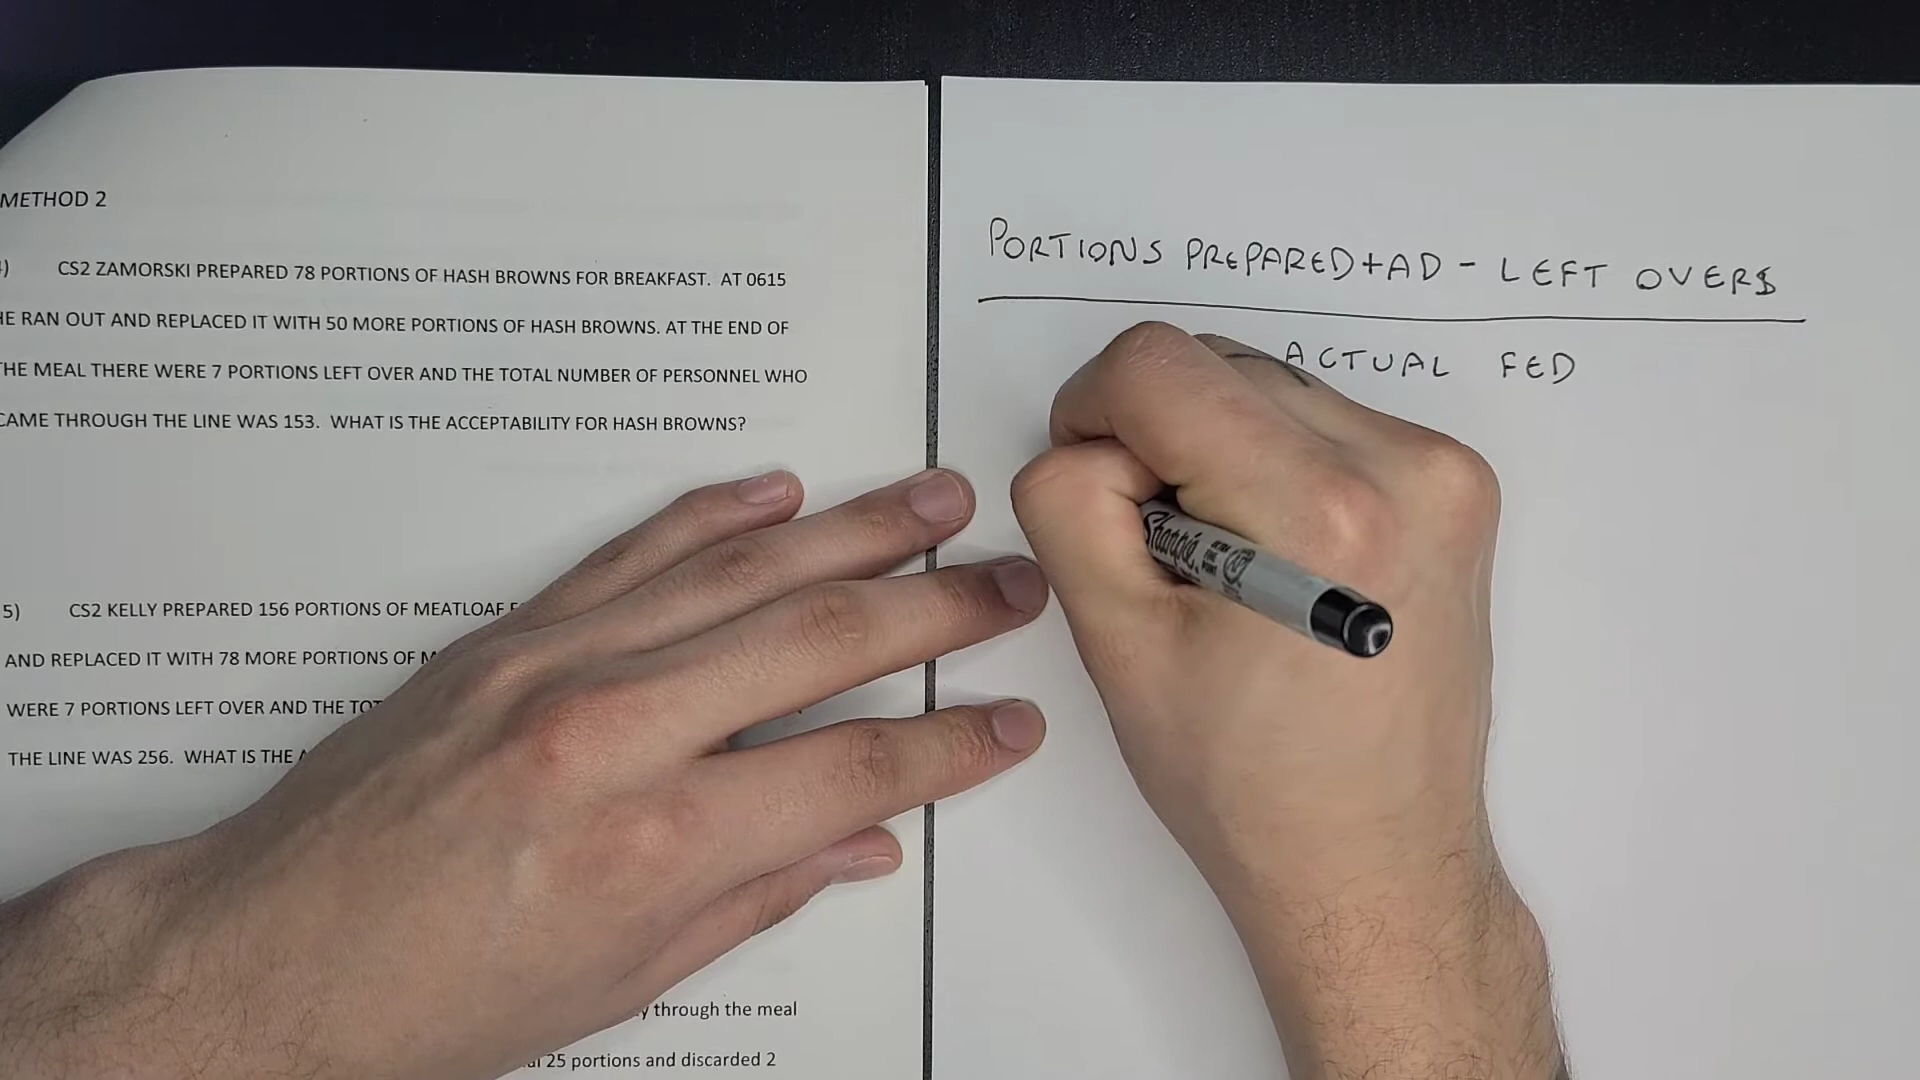 METHOD 2
CS2 ZAMORSKI PREPARED 78 PORTIONS OF HASH BROWNS FOR BREAKFAST. AT 0615
HE RAN OUT AND REPLACED IT WITH 50 MORE PORTIONS OF HASH BROWNS. AT THE END OF
THE MEAL THERE WERE 7 PORTIONS LEFT OVER AND THE TOTAL NUMBER OF PERSONNEL WHO
CAME THROUGH THE LINE WAS 153. WHAT IS THE ACCEPTABILITY FOR HASH BROWNS?
5) CS2 KELLY PREPARED 156 PORTIONS OF MEATLOAF
AND REPLACED IT WITH 78 MORE PORTIONS OF
WERE 7 PORTIONS LEFT OVER AND THE
THE LINE WAS 256. WHAT IS THE
through the meal
25 portions and discarded 2
PORTIONS PREPARED+AD - LEFT OVERS
ACTUAL FED
Sharpie